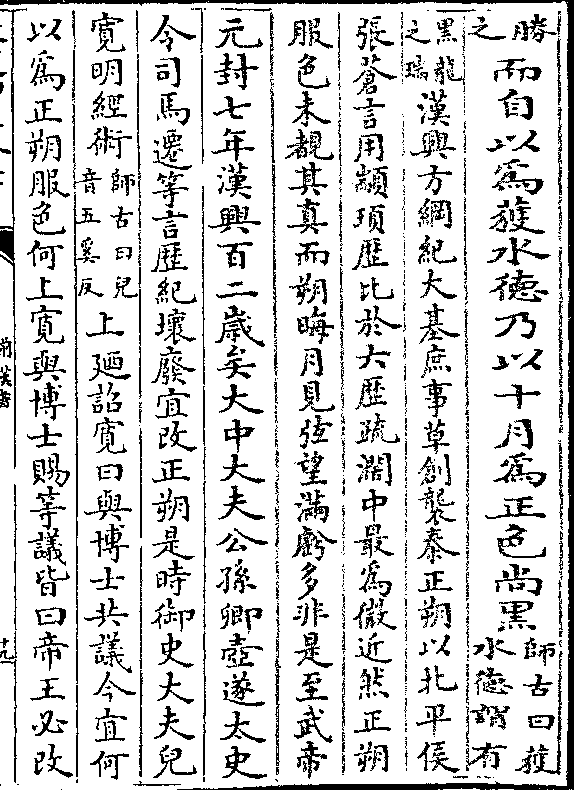 勝之而自以爲獲水德乃以十月爲正色尚黑師古曰獲水德謂有
黑龍之瑞漢興方綱紀大基庶事草創襲秦正朔以北平侯
張蒼言用顓頊歷比於六歷疏濶中最爲微近然正朔
服色未覩其真而朔晦月見弦望滿虧多非是至武帝
元封七年漢興百二歲矣大中大夫公孫卿壺遂太史
令司馬遷等言歷紀壞廢宜改正朔是時御史大夫兒
寬明經術師古曰兒音五奚反上廼詔寬曰與博士共議今宜何
以爲正朔服色何上寬與博士賜等議皆曰帝王必改
前漢書